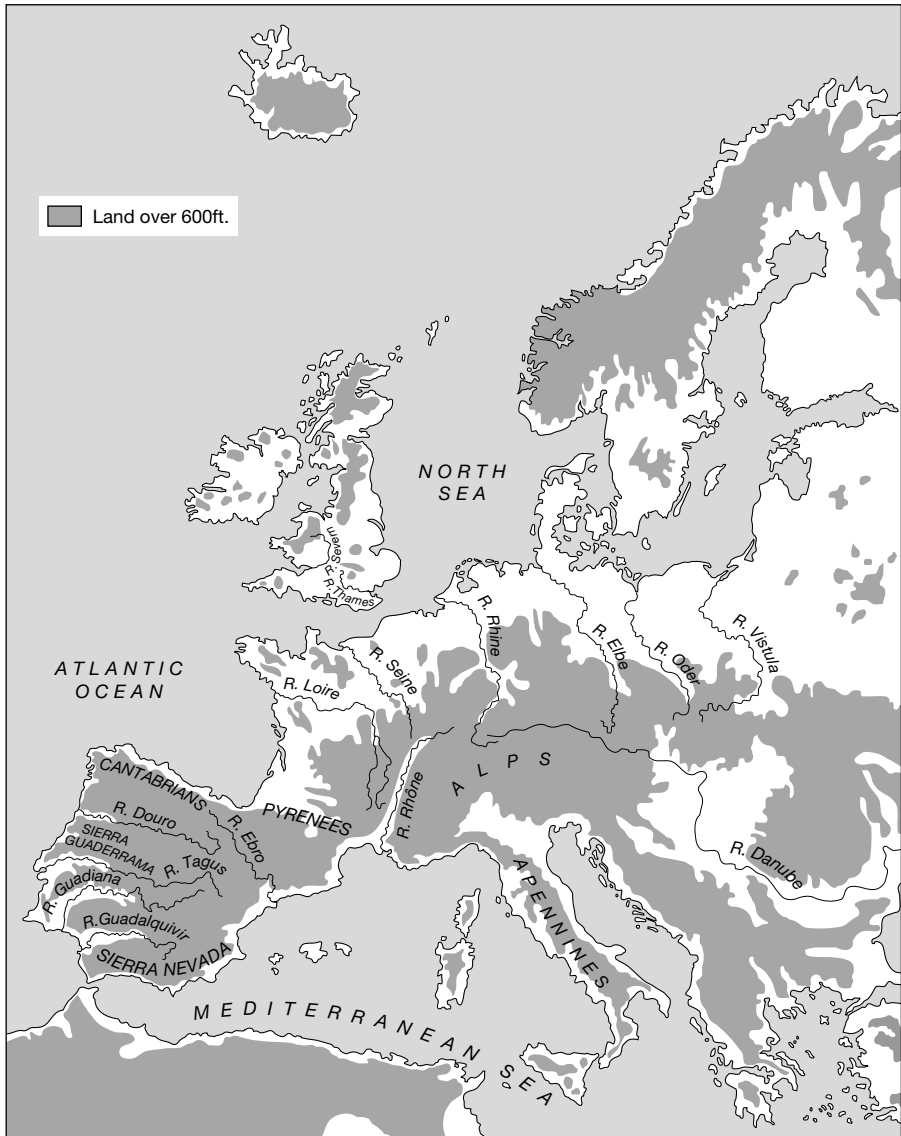 Land over 600ft.
NORTH
SEA
R. Severn
R. Thames
R. Rhine
R. Elbe
R. Oder
R. Vistula
R. Seine
R. Loire
ATLANTIC
OCEAN
ALPS
CANTABRIANS
PYRENEES
R. Rhône
R. Douro
R. Ebro
SIERRA
GUADERRAMA
R. Tagus
R. Danube
R. Guadiana
R.Guadalquivir
SIERRA NEVADA
APENNINES
MEDITERRANEAN SEA